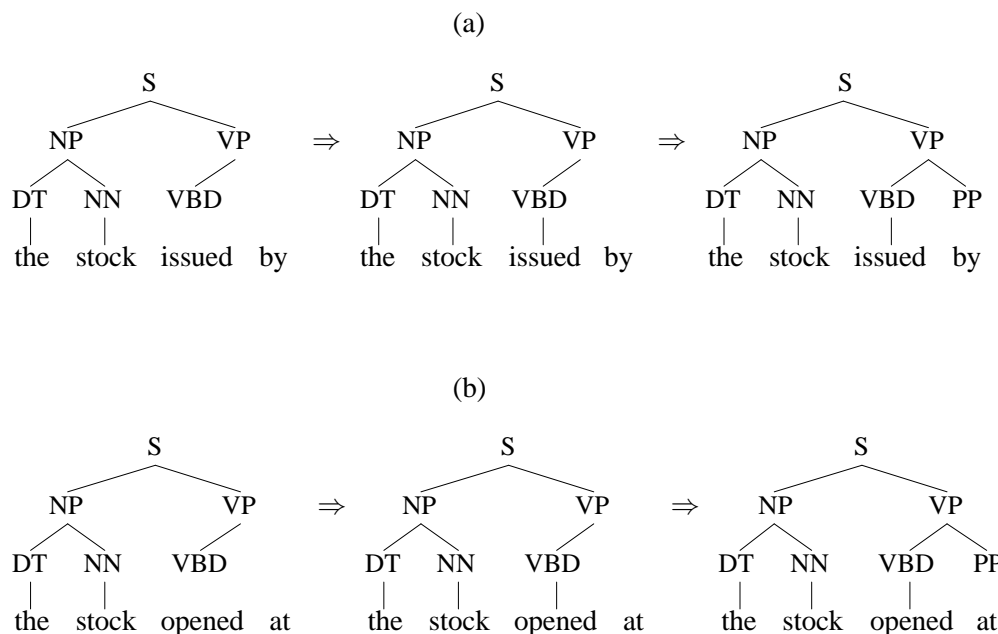 (a)
S S S
NP VP ⇒ NP VP ⇒ NP VP
DT NN VBD DT NN VBD DT NN VBD PP
the stock issued by the stock issued by the stock issued by
(b)
S S S
NP VP ⇒ NP VP ⇒ NP VP
DT NN VBD DT NN VBD DT NN VBD PP
the stock opened at the stock opened at the stock opened at